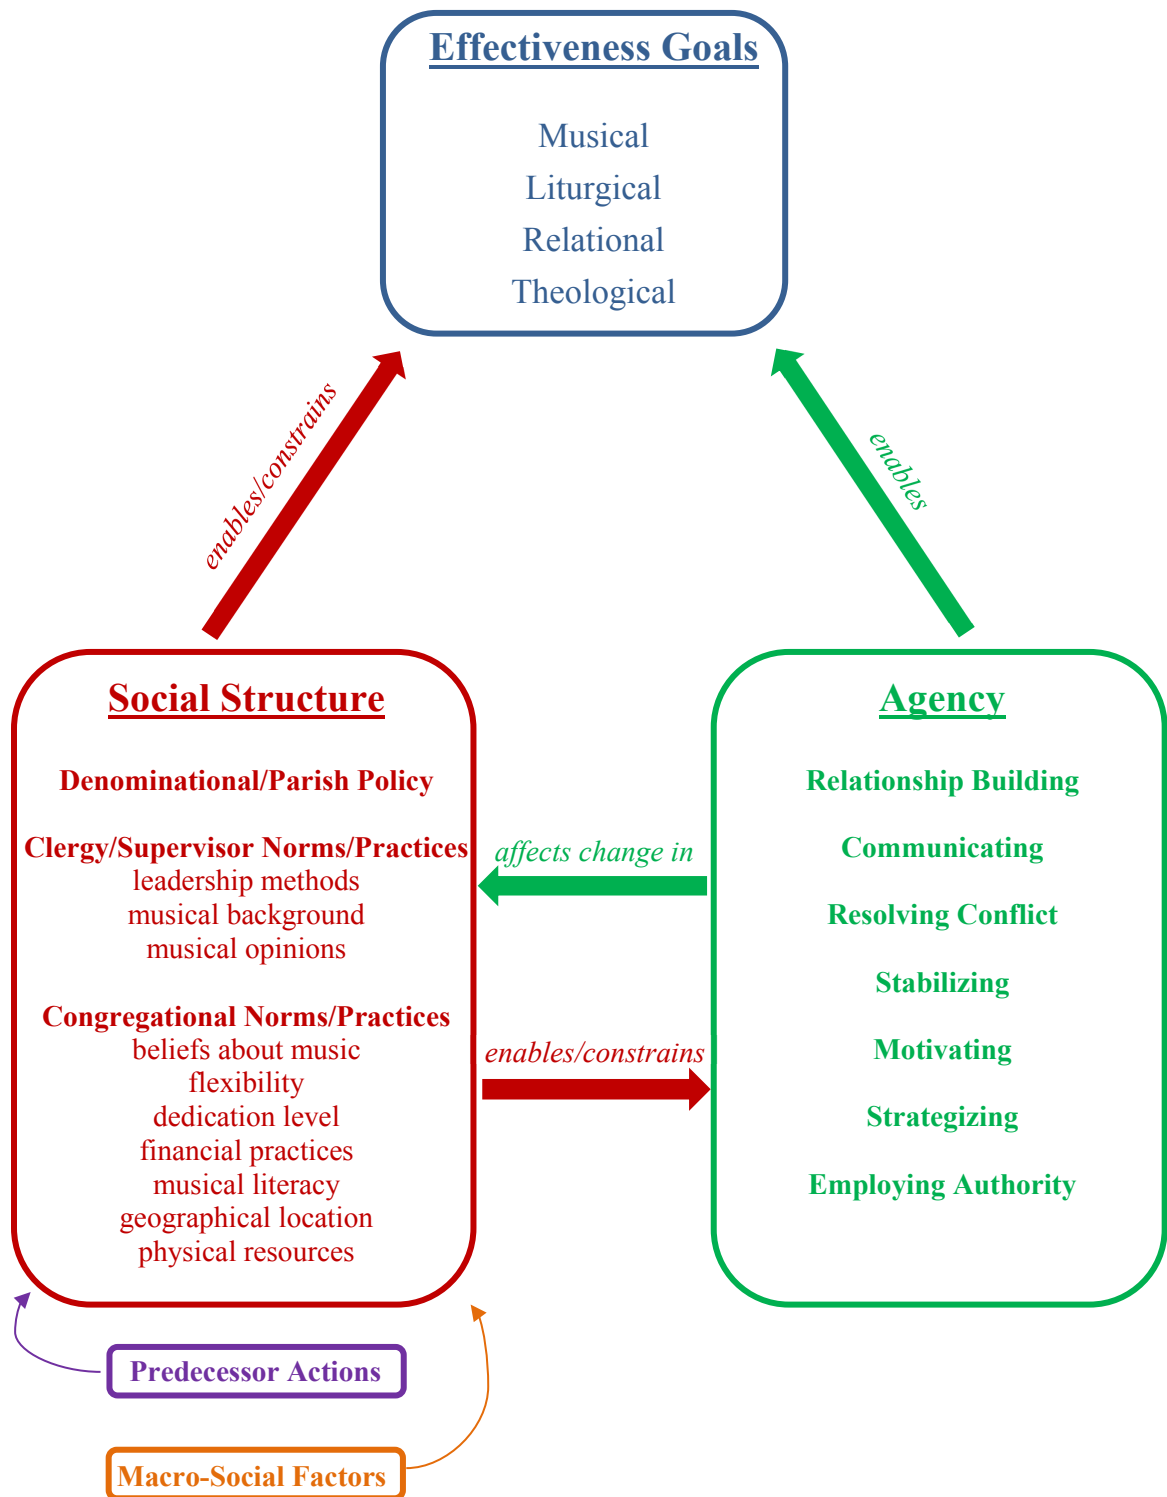 Effectiveness Goals
Musical
Liturgical
Relational
Theological
enables/constrains
enables
Social Structure
Denominational/Parish Policy
Clergy/Supervisor Norms/Practices
leadership methods
musical background
musical opinions
Congregational Norms/Practices
beliefs about music
flexibility
dedication level
financial practices
musical literacy
geographical location
physical resources
affects change in
enables/constrains
Agency
Relationship Building
Communicating
Resolving Conflict
Stabilizing
Motivating
Strategizing
Employing Authority
Predecessor Actions
Macro-Social Factors